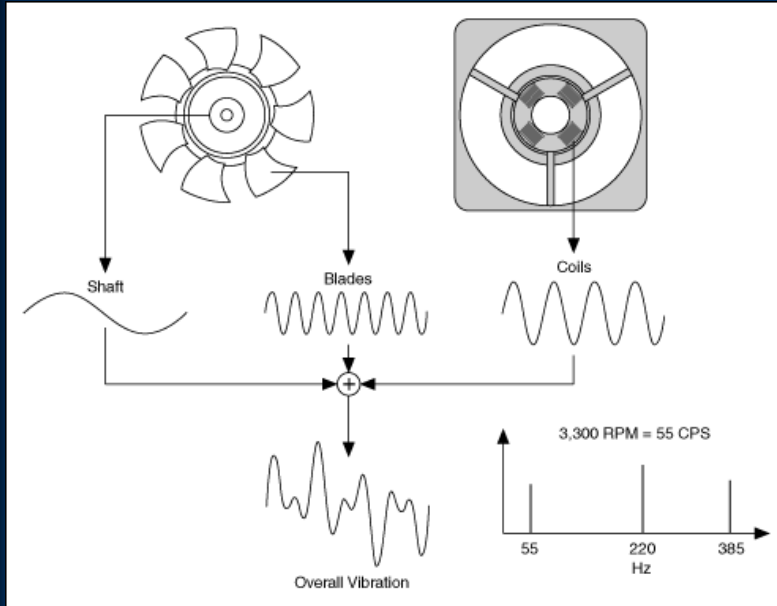 Shaft
Blades
Coils
+
Overall Vibration
3,300 RPM = 55 CPS
55 220 385
Hz